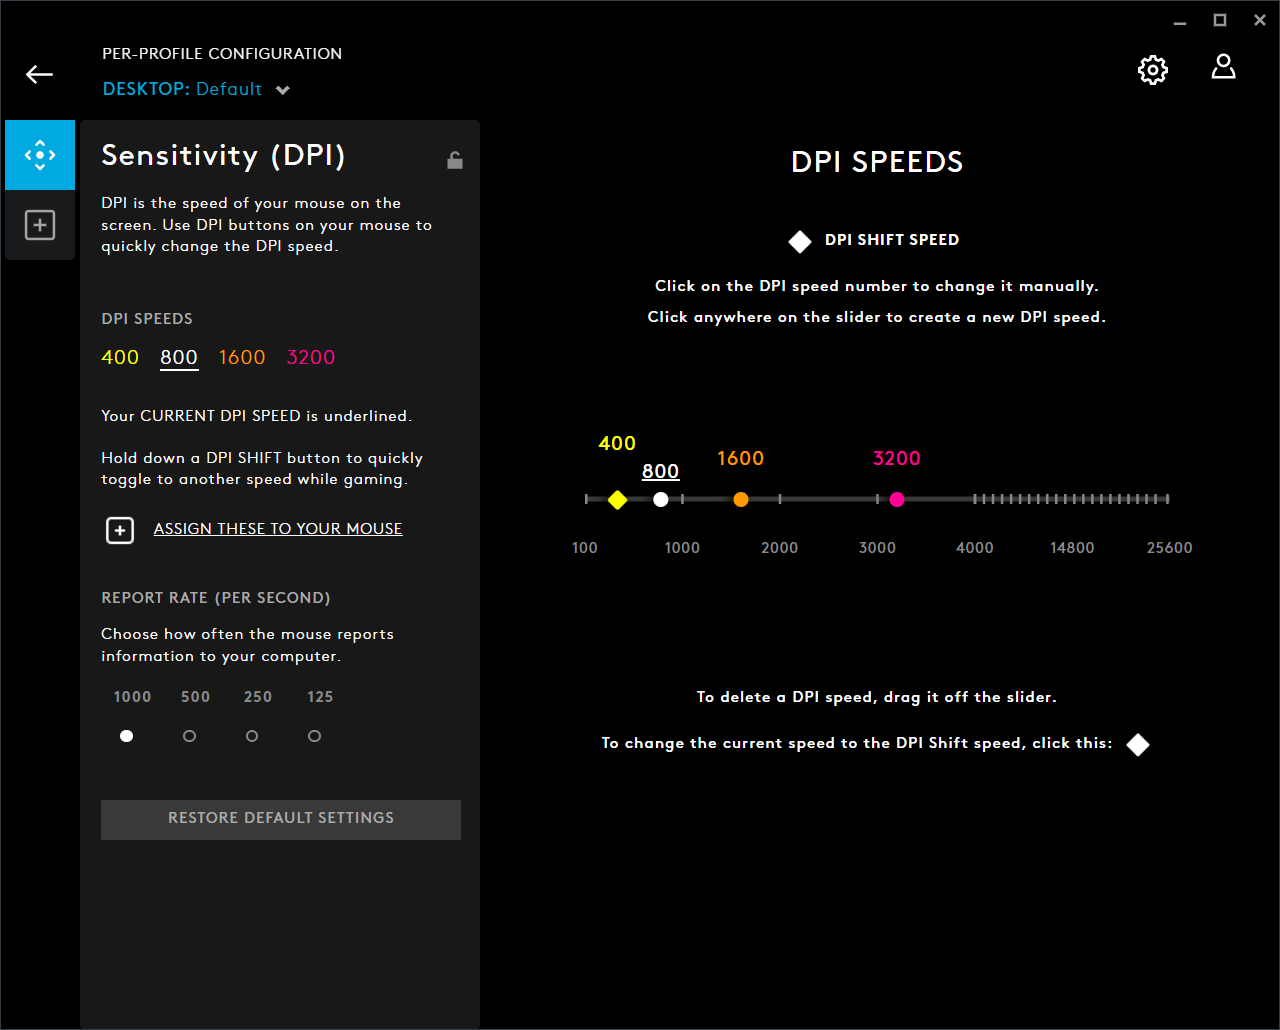 PER-PROFILE CONFIGURATION
DESKTOP: Default
Sensitivity (DPI)
DPI is the speed of your mouse on the
screen. Use DPI buttons on your mouse to
quickly change the DPI speed.
DPI SPEEDS
400 800 1600 3200
Your CURRENT DPI SPEED is underlined.
Hold down a DPI SHIFT button to quickly
toggle to another speed while gaming.
ASSIGN THESE TO YOUR MOUSE
REPORT RATE (PER SECOND)
Choose how often the mouse reports
information to your computer.
1000 500 250 125
RESTORE DEFAULT SETTINGS
DPI SPEEDS
DPI SHIFT SPEED
Click on the DPI speed number to change it manually.
Click anywhere on the slider to create a new DPI speed.
400 800 1600 3200
100 1000 2000 3000 4000 14800 25600
To delete a DPI speed, drag it off the slider.
To change the current speed to the DPI Shift speed, click this: